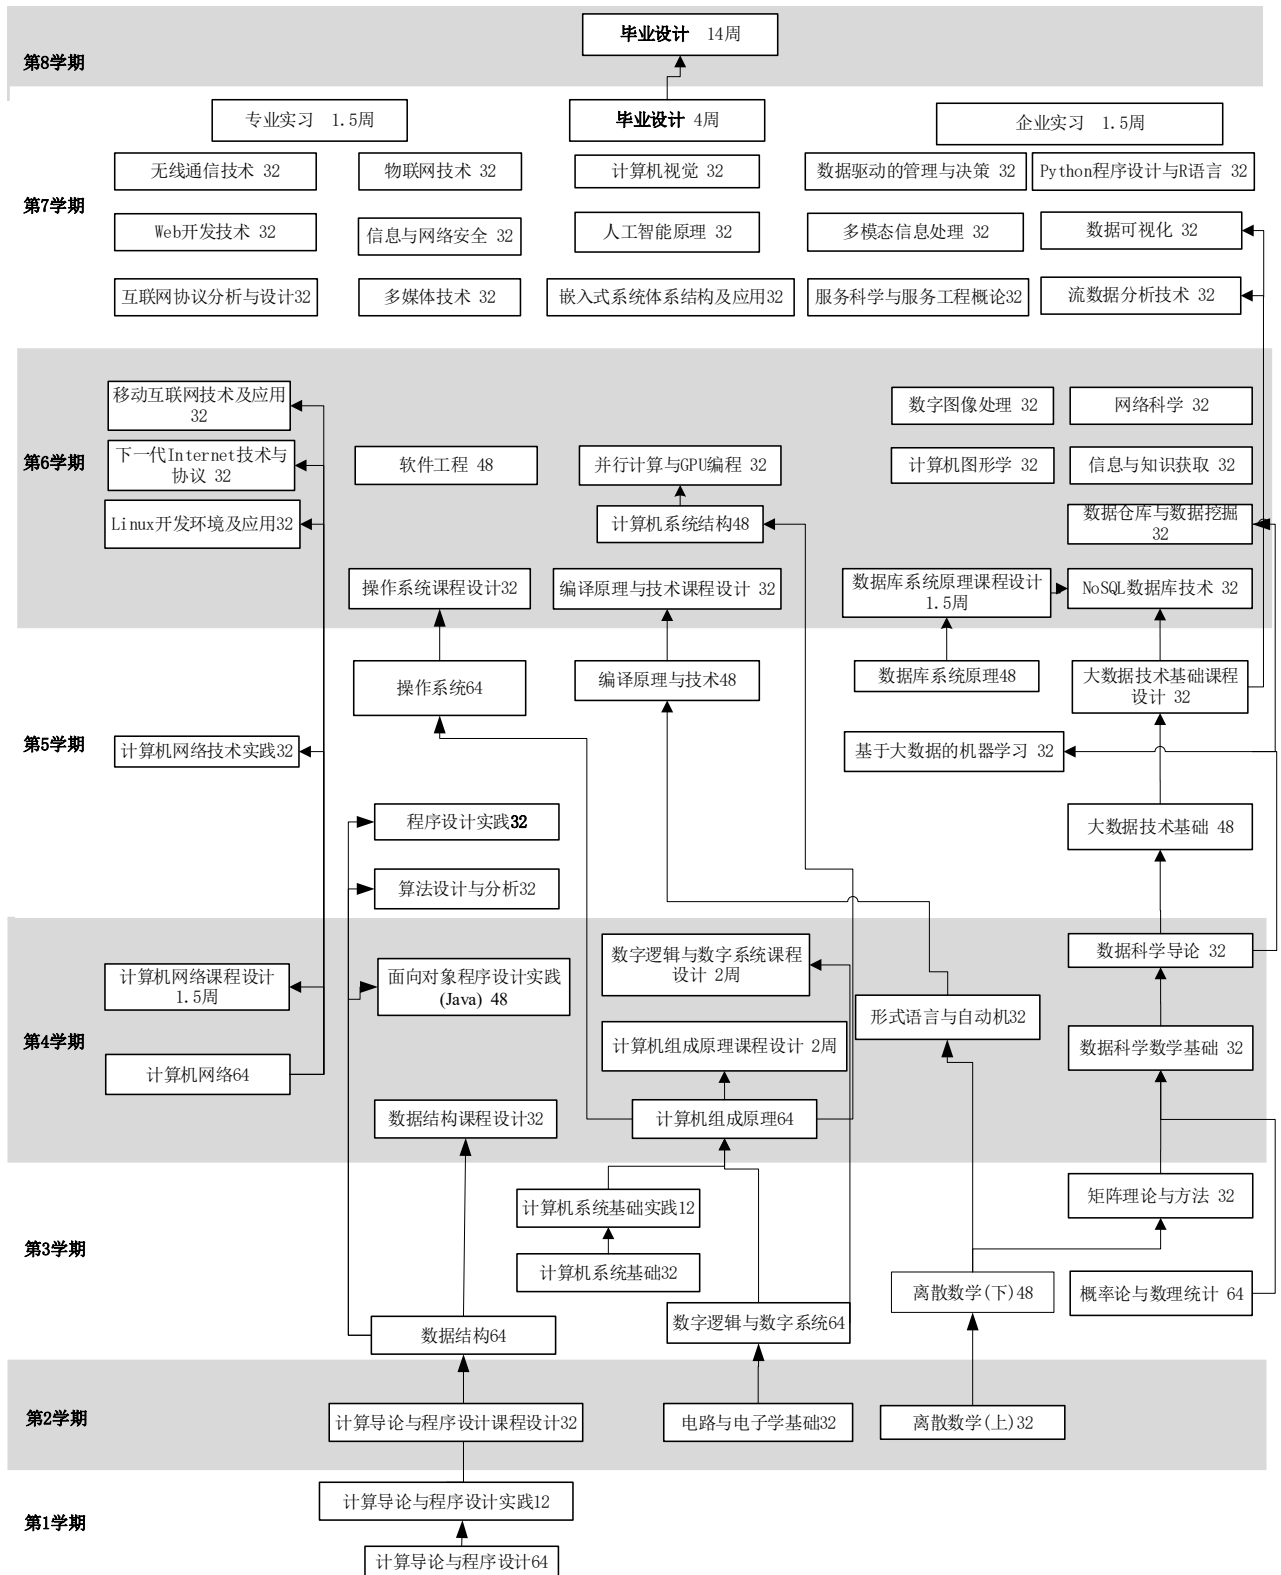 毕业设计 14周
第8学期
专业实习 1.5周
毕业设计 4周
企业实习 1.5周
无线通信技术 32
物联网技术 32
计算机视觉 32
数据驱动的管理与决策 32
Python程序设计与R语言 32
第7学期
Web开发技术 32
信息与网络安全 32
人工智能原理 32
多模态信息处理 32
数据可视化 32
互联网协议分析与设计32
多媒体技术 32
嵌入式系统体系结构及应用32
服务科学与服务工程概论32
流数据分析技术 32
移动互联网技术及应用
32
数字图像处理 32
网络科学 32
第6学期
下一代Internet技术与
协议 32
软件工程 48
并行计算与GPU编程 32
计算机图形学 32
信息与知识获取 32
Linux开发环境及应用32
计算机系统结构48
数据仓库与数据挖掘
32
操作系统课程设计32
编译原理与技术课程设计 32
数据库系统原理课程设计
1.5周
NoSQL数据库技术 32
操作系统64
编译原理与技术48
数据库系统原理48
大数据技术基础课程
设计 32
第5学期
计算机网络技术实践32
基于大数据的机器学习 32
程序设计实践32
大数据技术基础 48
算法设计与分析32
数字逻辑与数字系统课程
设计 2周
数据科学导论 32
计算机网络课程设计
1.5周
面向对象程序设计实践
(Java) 48
形式语言与自动机32
第4学期
计算机组成原理课程设计 2周
数据科学数学基础 32
计算机网络64
数据结构课程设计32
计算机组成原理64
计算机系统基础实践12
矩阵理论与方法 32
第3学期
计算机系统基础32
离散数学(下)48
概率论与数理统计 64
数据结构64
数字逻辑与数字系统64
第2学期
计算导论与程序设计课程设计32
电路与电子学基础32
离散数学(上)32
计算导论与程序设计实践12
第1学期
计算导论与程序设计64